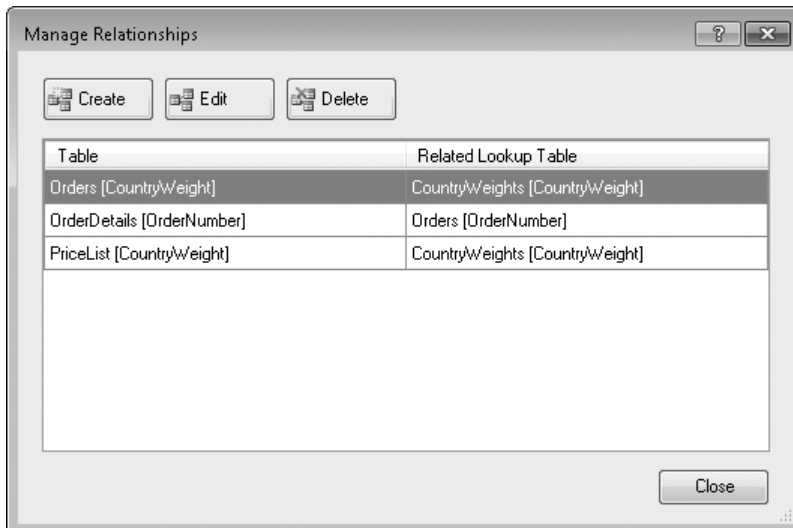 Manage Relationships
?
Create Edit Delete
Table Related Lookup Table
Orders [CountryWeight] CountryWeights [CountryWeight]
OrderDetails [OrderNumber] Orders [OrderNumber]
PriceList [CountryWeight] CountryWeights [CountryWeight]
Close